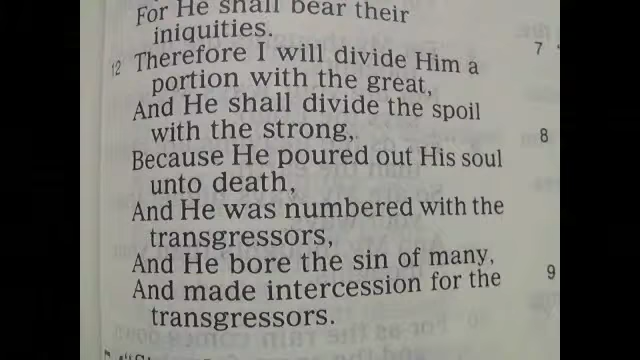 For He shall bear their
iniquities.
12 Therefore I will divide Him a
portion with the great,
And He shall divide the spoil
with the strong,
Because He poured out His soul
unto death,
And He was numbered with the
transgressors,
And He bore the sin of many,
And made intercession for the
transgressors.
7
8
9